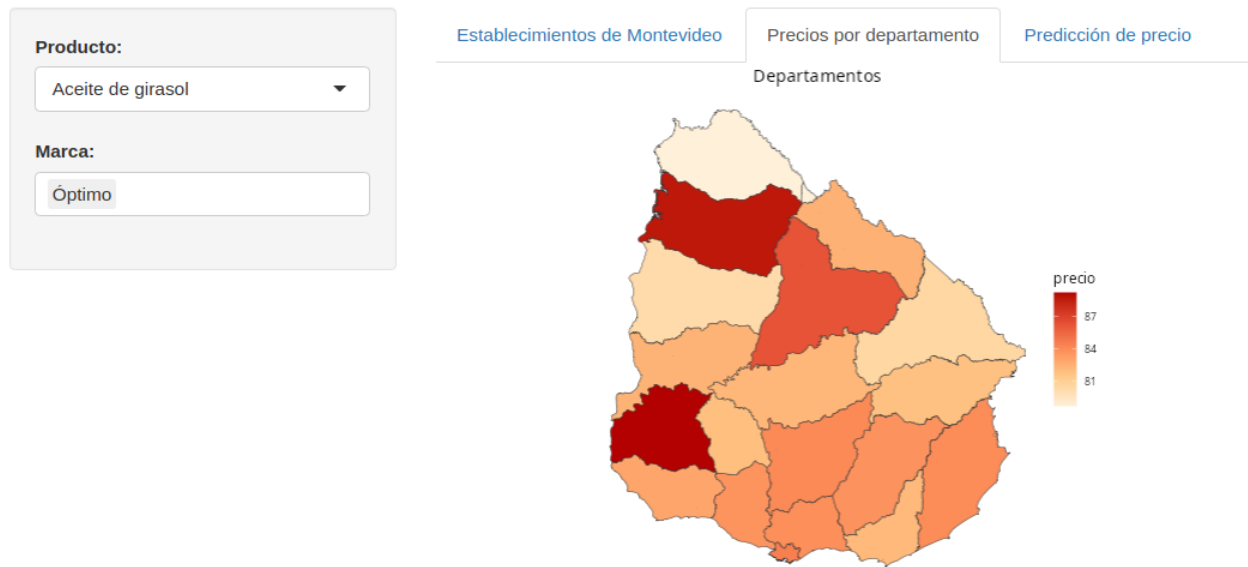 Producto:
Aceite de girasol
Marca:
Óptimo
Establecimientos de Montevideo
Precios por departamento
Predicción de precio
Departamentos
precio
87
84
81